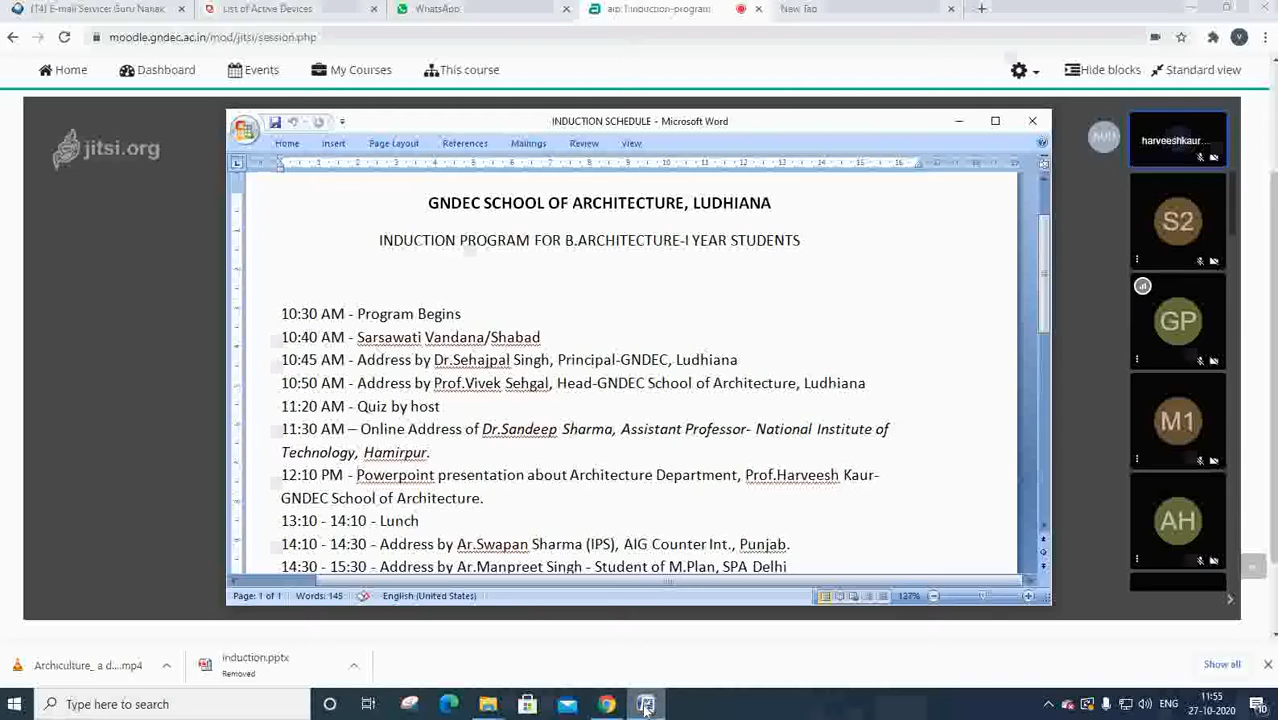 (T4) E-mail Service: Guru Nanak
List of Active Devices
WhatsApp
aip 1induction-program
New Tab
moodle.gndec.ac.in/mod/jitsi/session.php
V
Home
Dashboard
Events
My Courses
This course
Hide blocks
Standard view
jitsi.org
INDUCTION SCHEDULE - Microsoft Word
Home
Insert
Page Layout
References
Mailings
Review
View
GNDEC SCHOOL OF ARCHITECTURE, LUDHIANA
INDUCTION PROGRAM FOR B.ARCHITECTURE-I YEAR STUDENTS
10:30 AM - Program Begins
10:40 AM - Sarsawati Vandana/Shabad
10:45 AM - Address by Dr.Sehajpal Singh, Principal-GNDEC, Ludhiana
10:50 AM - Address by Prof.Vivek Sehgal, Head-GNDEC School of Architecture, Ludhiana
11:20 AM - Quiz by host
11:30 AM – Online Address of Dr.Sandeep Sharma, Assistant Professor- National Institute of
Technology, Hamirpur.
12:10 PM - Powerpoint presentation about Architecture Department, Prof.Harveesh Kaur-
GNDEC School of Architecture.
13:10 - 14:10 - Lunch
14:10 - 14:30 - Address by Ar.Swapan Sharma (IPS), AIG Counter Int., Punjab.
14:30 - 15:30 - Address by Ar.Manpreet Singh - Student of M.Plan, SPA Delhi
Page: 1 of 1
Words: 145
English (United States)
127%
harveeshkaur....
S2
GP
M1
AH
Archiculture_ a d....mp4
induction.pptx
Removed
Show all
Type here to search
ENG
11:55
27-10-2020